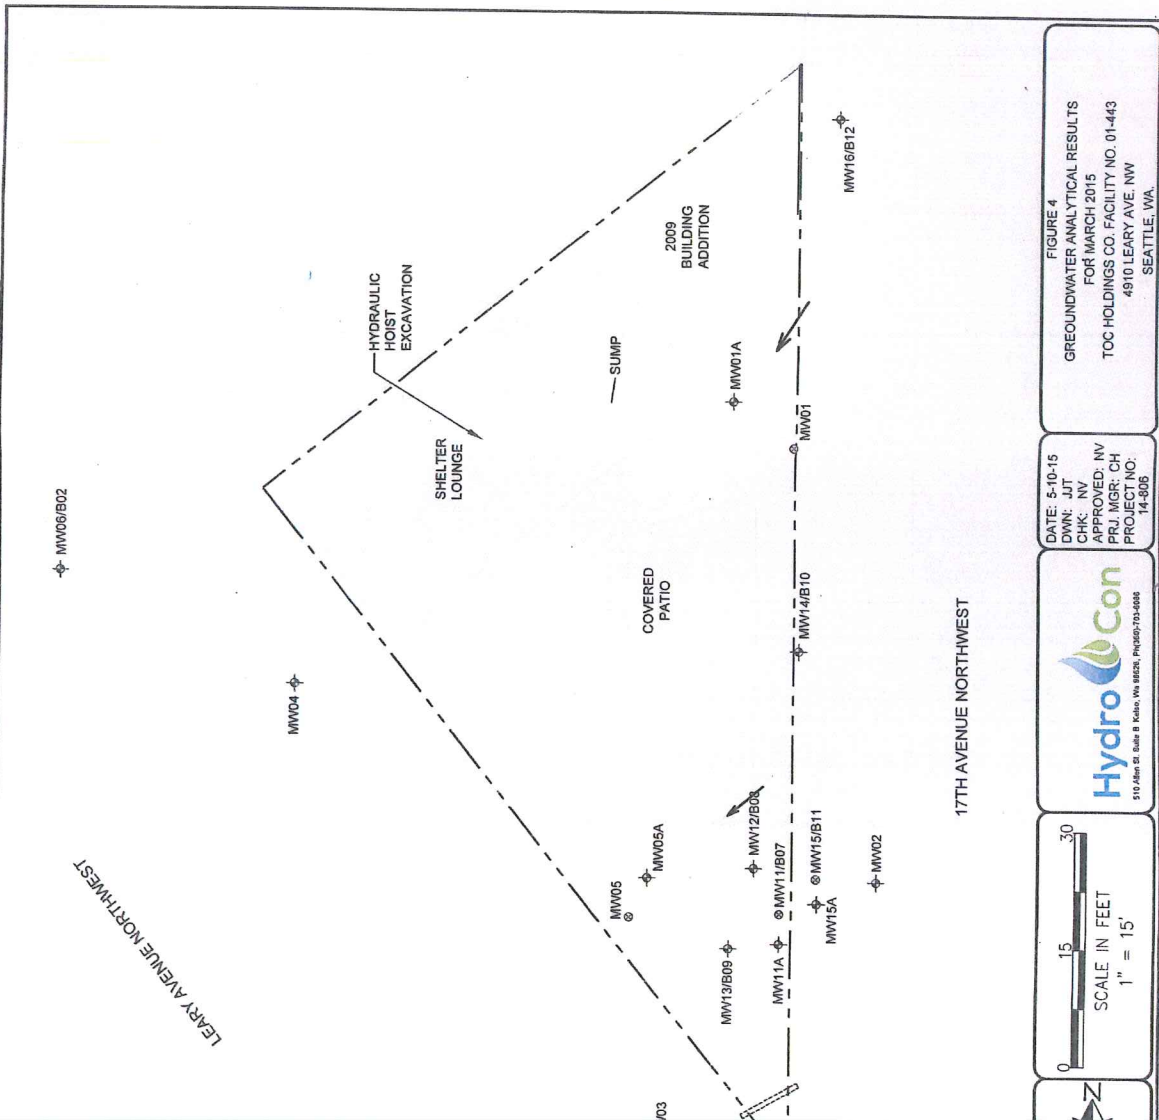 MW06/B02
MW04
LEARY AVENUE NORTHWEST
HYDRAULIC
HOIST
EXCAVATION
SHELTER
LOUNGE
2009
BUILDING
ADDITION
SUMP
COVERED
PATIO
MW16/B12
MW01A
MW01
MW14/B10
MW05
MW05A
MW12/B08
MW13/B09
MW11/B07
MW11A
MW15/B11
MW15A
MW02
17TH AVENUE NORTHWEST
FIGURE 4
GREOUNDWATER ANALYTICAL RESULTS
FOR MARCH 2015
TOC HOLDINGS CO. FACILITY NO. 01-443
4910 LEARY AVE. NW
SEATTLE, WA.
DATE: 5-10-15
DWN: JJT
CHK: NV
APPROVED: NV
PRJ. MGR: CH
PROJECT NO:
14-806
HydroCon
510 Allen St. Suite B Kelso, Wa 98626,
0 15 30
SCALE IN FEET
1" = 15'
N